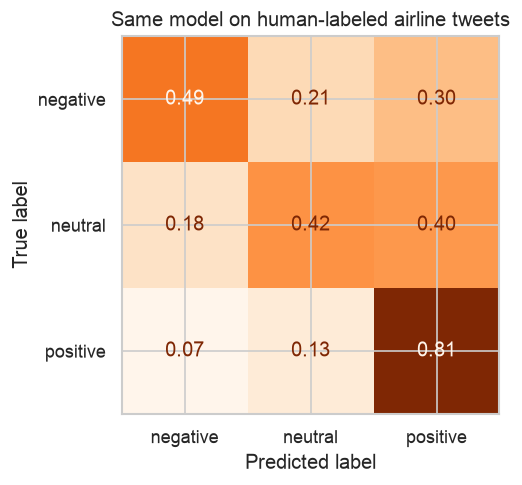 Same model on human-labeled airline tweets
True label
negative 0.49 0.21 0.30
neutral 0.18 0.42 0.40
positive 0.07 0.13 0.81
negative neutral positive
Predicted label